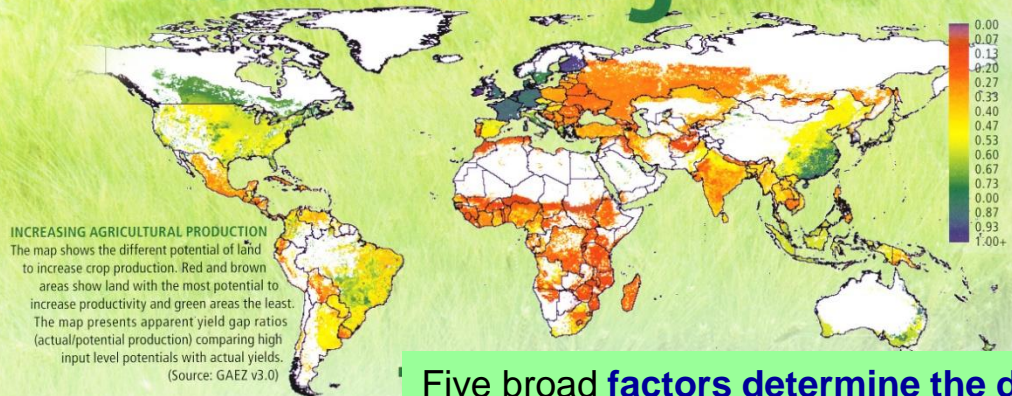 INCREASING AGRICULTURAL PRODUCTION
The map shows the different potential of land
to increase crop production. Red and brown
areas show land with the most potential to
increase productivity and green areas the least.
The map presents apparent yield gap ratios
(actual/potential production) comparing high
input level potentials with actual yields.
(Source: GAEZ v3.0)
0.00
0.07
0.13
0.20
0.27
0.33
0.40
0.47
0.53
0.60
0.67
0.73
0.00
0.87
0.93
1.00+
Five broad factors determine the d